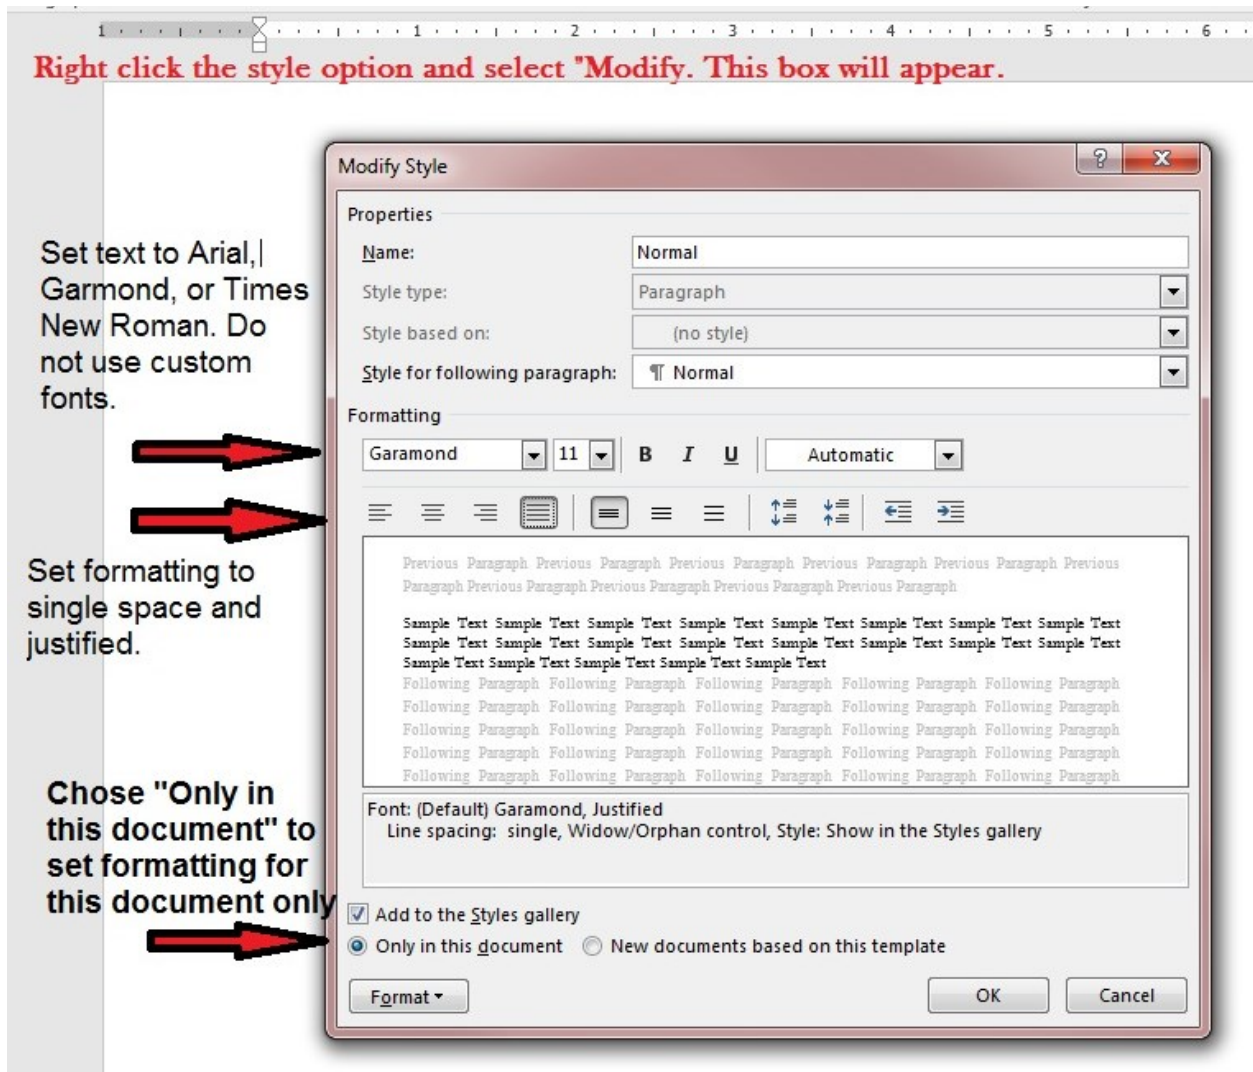 1 1 2 3 4 5 6
Right click the style option and select "Modify. This box will appear.
Modify Style
Properties
Name: Normal
Style type: Paragraph
Style based on: (no style)
Style for following paragraph: ¶ Normal
Set text to Arial,
Garmond, or Times
New Roman. Do
not use custom
fonts.
Formatting
Garamond 11 B I U Automatic
Set formatting to
single space and
justified.
Previous Paragraph Previous Paragraph Previous Paragraph Previous Paragraph Previous Paragraph Previous
Paragraph Previous Paragraph Previous Paragraph Previous Paragraph Previous Paragraph
Sample Text Sample Text Sample Text Sample Text Sample Text Sample Text Sample Text Sample Text
Sample Text Sample Text Sample Text Sample Text Sample Text Sample Text Sample Text Sample Text
Sample Text Sample Text Sample Text Sample Text Sample Text
Following Paragraph Following Paragraph Following Paragraph Following Paragraph Following Paragraph
Following Paragraph Following Paragraph Following Paragraph Following Paragraph Following Paragraph
Following Paragraph Following Paragraph Following Paragraph Following Paragraph Following Paragraph
Following Paragraph Following Paragraph Following Paragraph Following Paragraph Following Paragraph
Following Paragraph Following Paragraph Following Paragraph Following Paragraph Following Paragraph
Font: (Default) Garamond, Justified
Line spacing: single, Widow/Orphan control, Style: Show in the Styles gallery
Chose "Only in
this document" to
set formatting for
this document only
Add to the Styles gallery
Only in this document New documents based on this template
Format OK Cancel